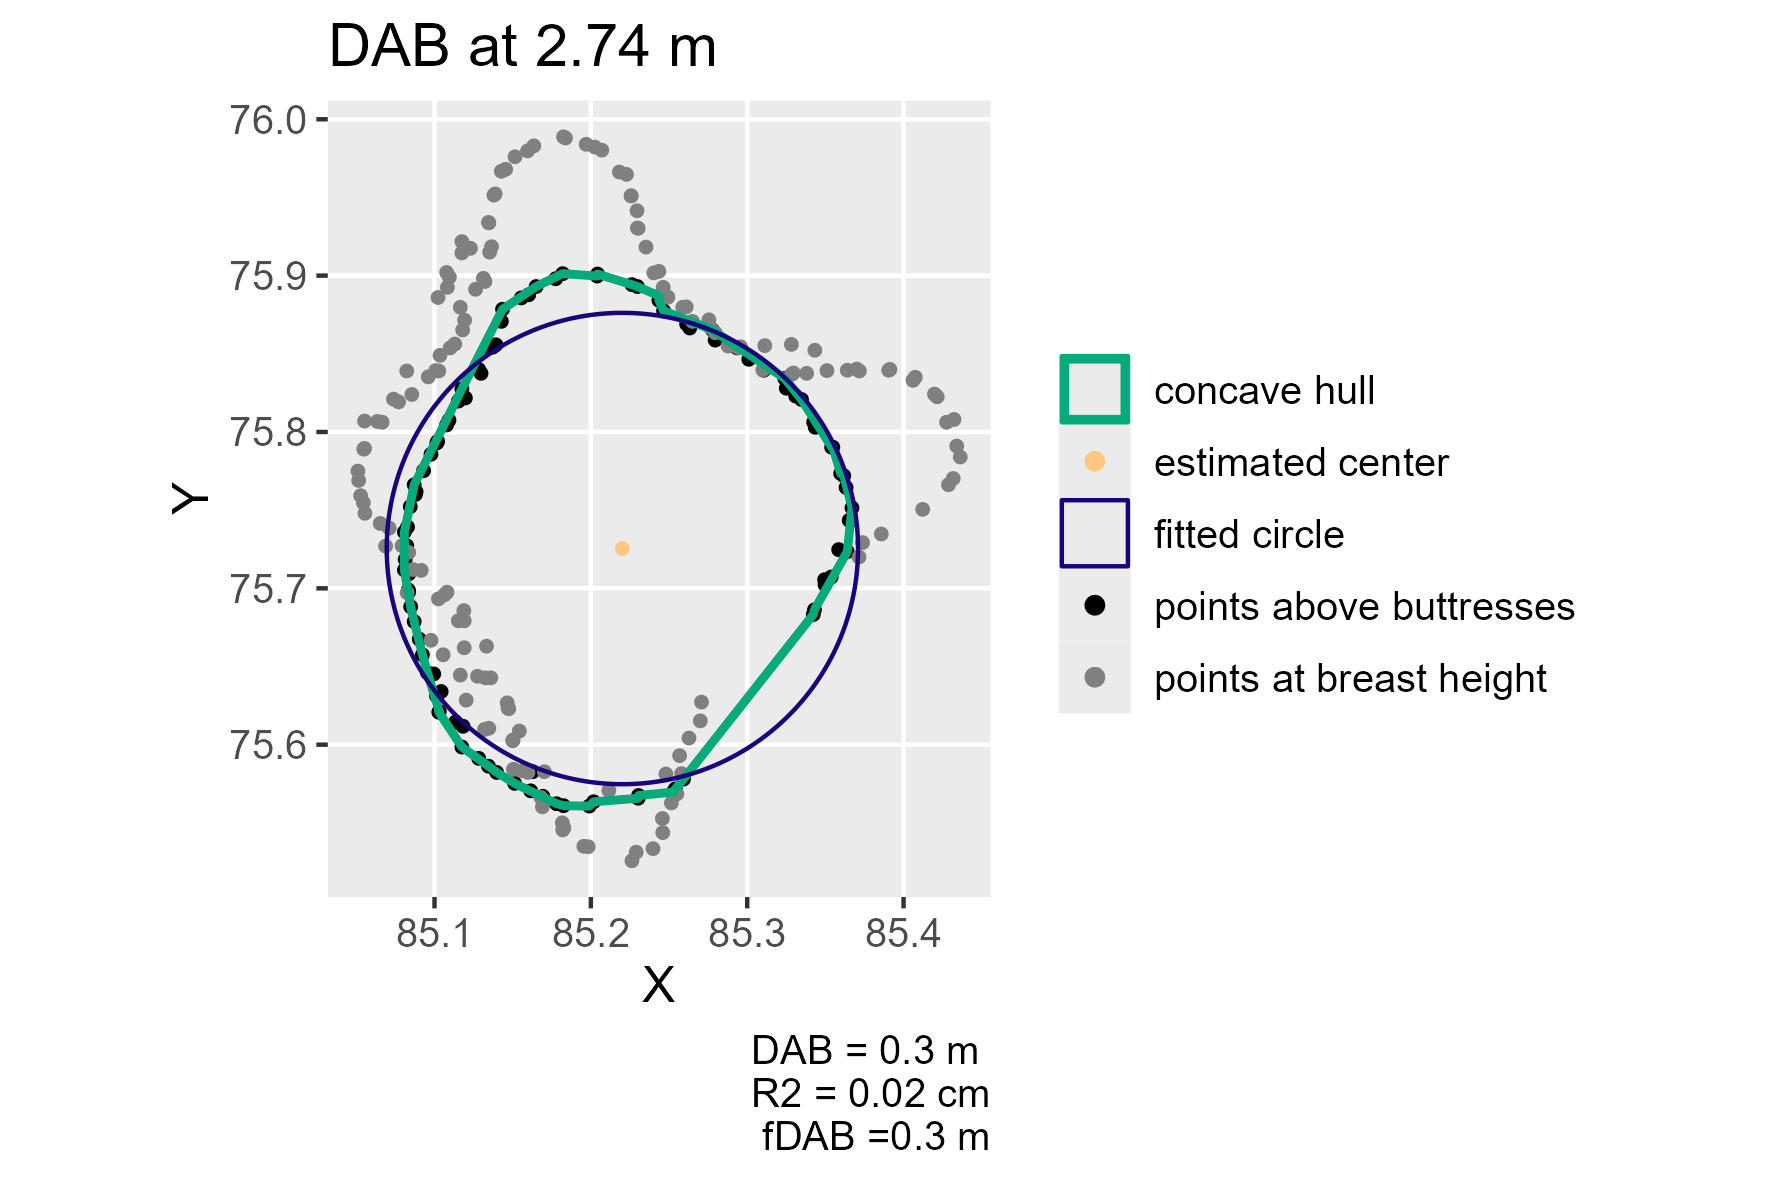 DAB at 2.74 m
76.0
75.9
75.8
75.7
75.6
Y
85.1 85.2 85.3 85.4
X
concave hull
estimated center
fitted circle
points above buttresses
points at breast height
DAB = 0.3 m
R2 = 0.02 cm
fDAB =0.3 m